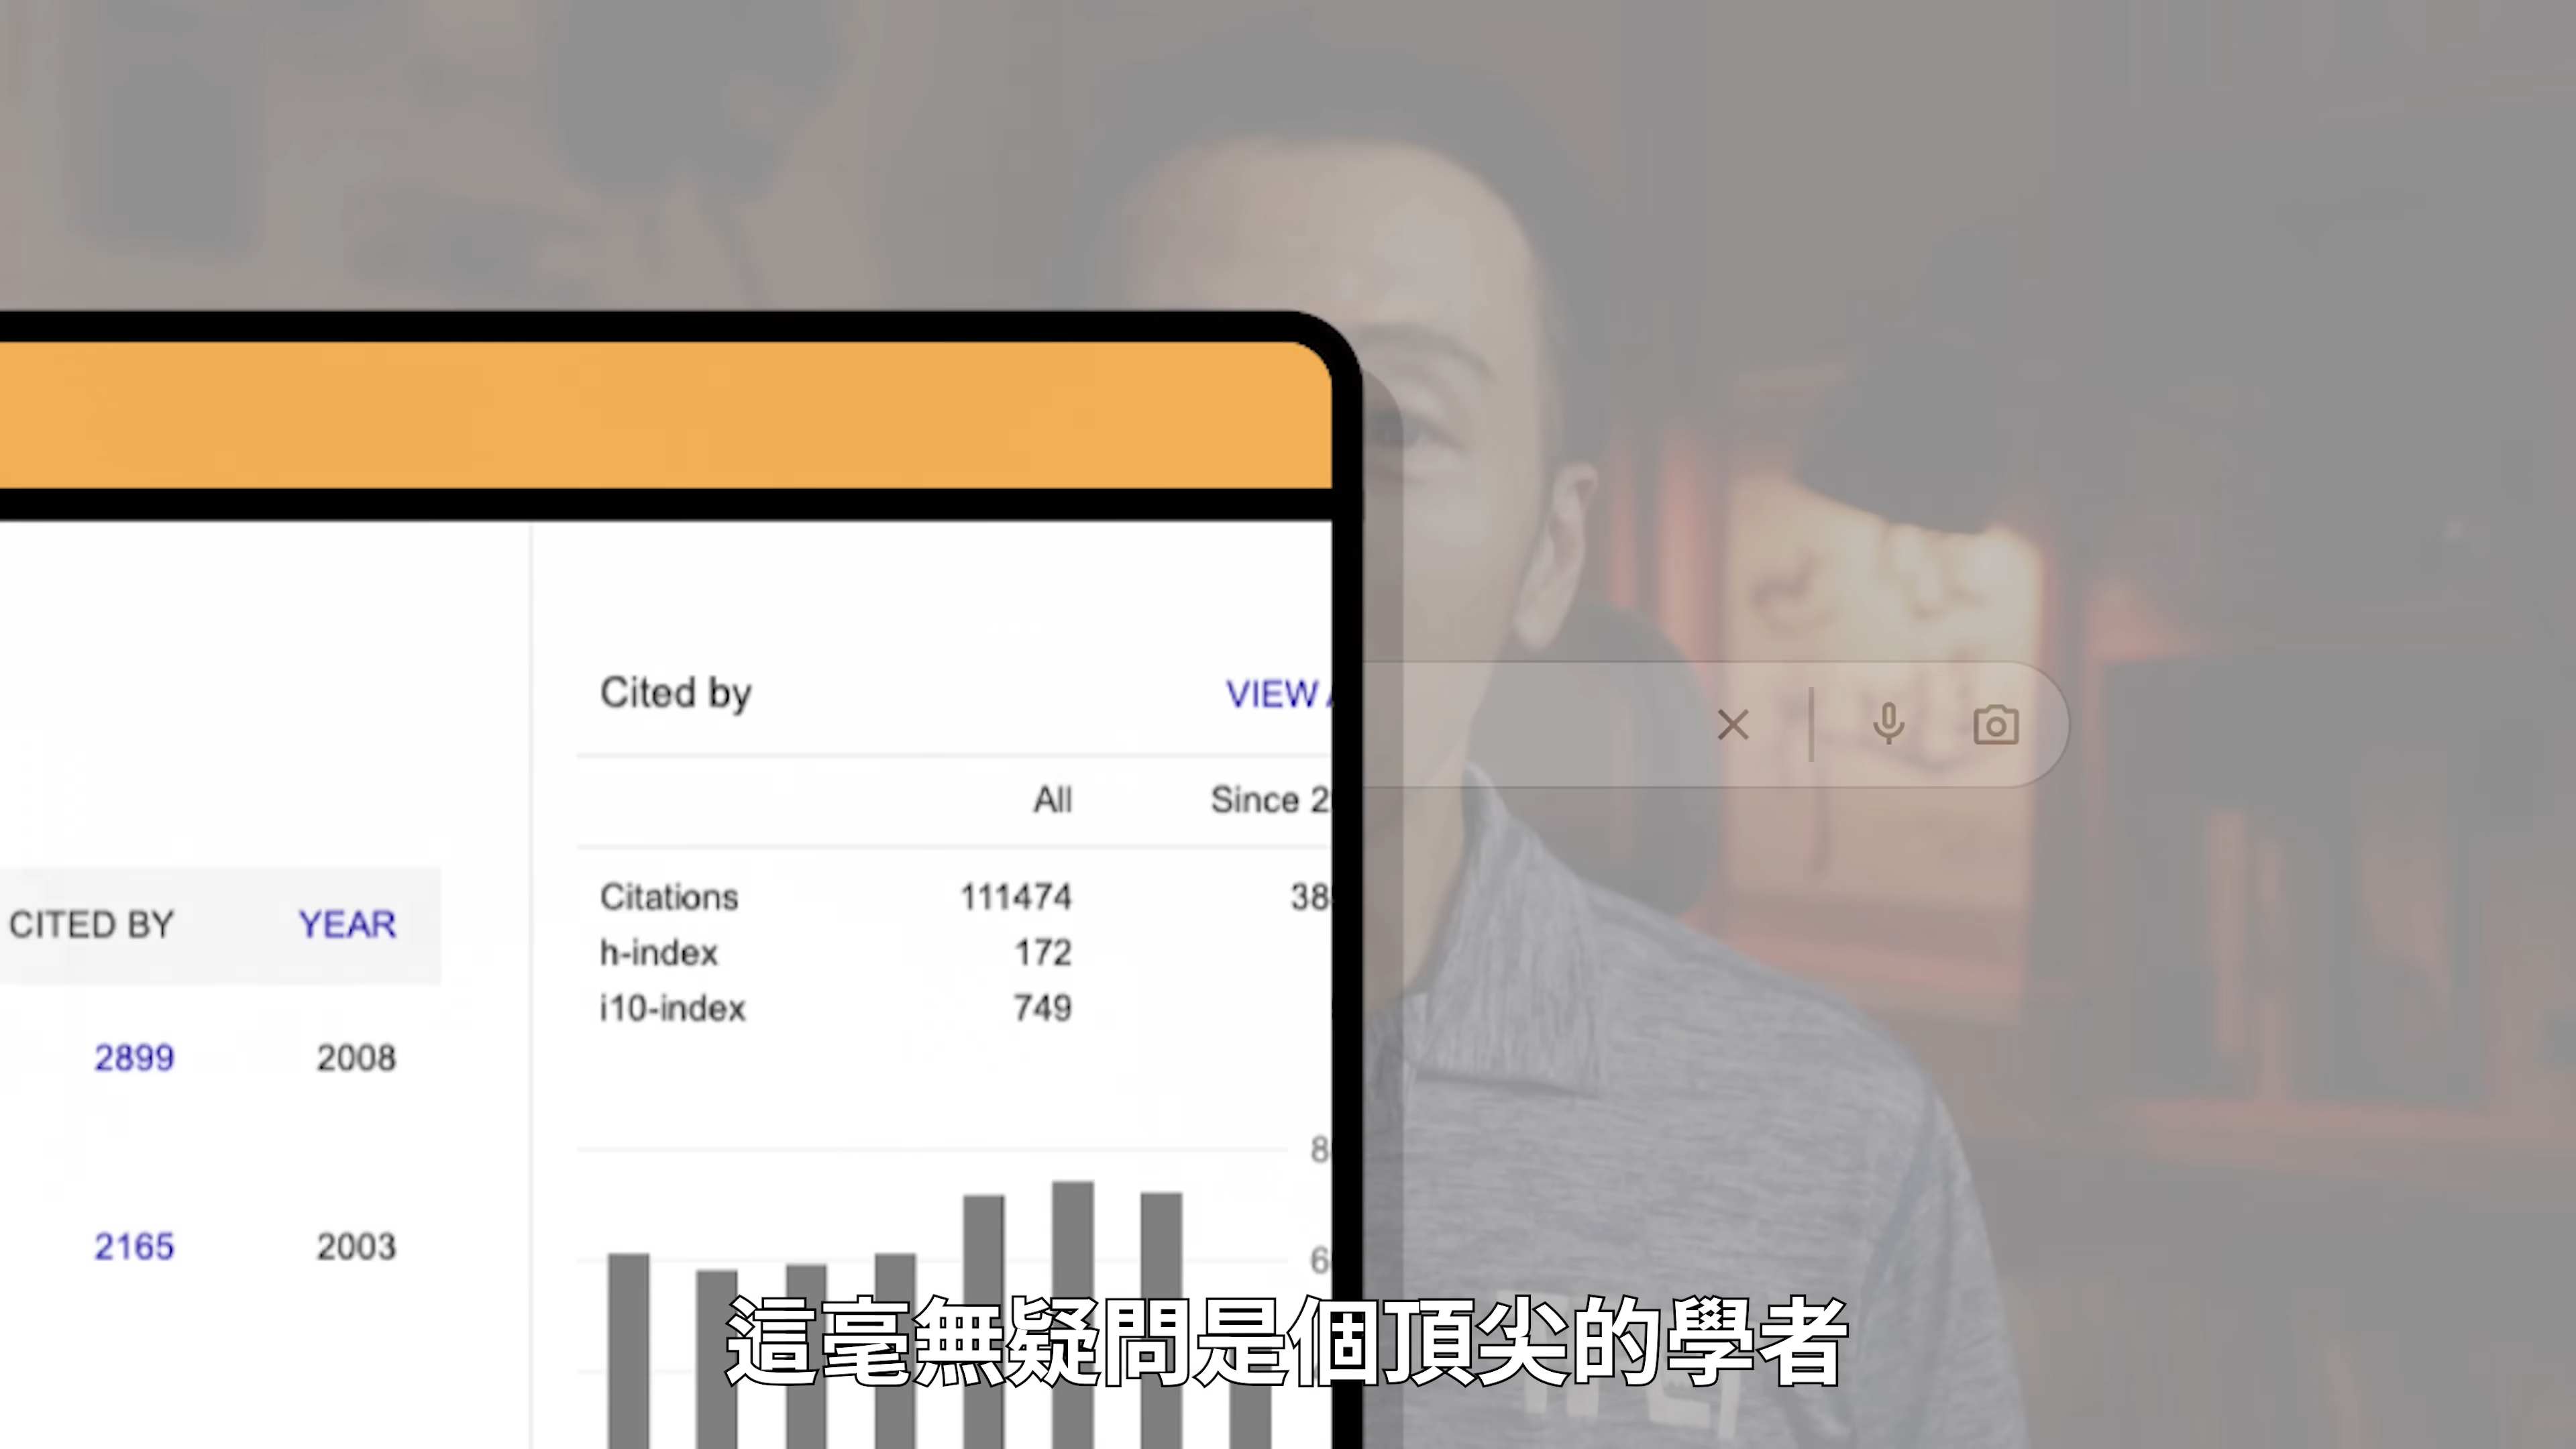 Cited by VIEW
All Since 2
Citations 111474 38
h-index 172
i10-index 749
CITED BY YEAR
2899 2008
2165 2003
8
6
這毫無疑問是個頂尖的學者